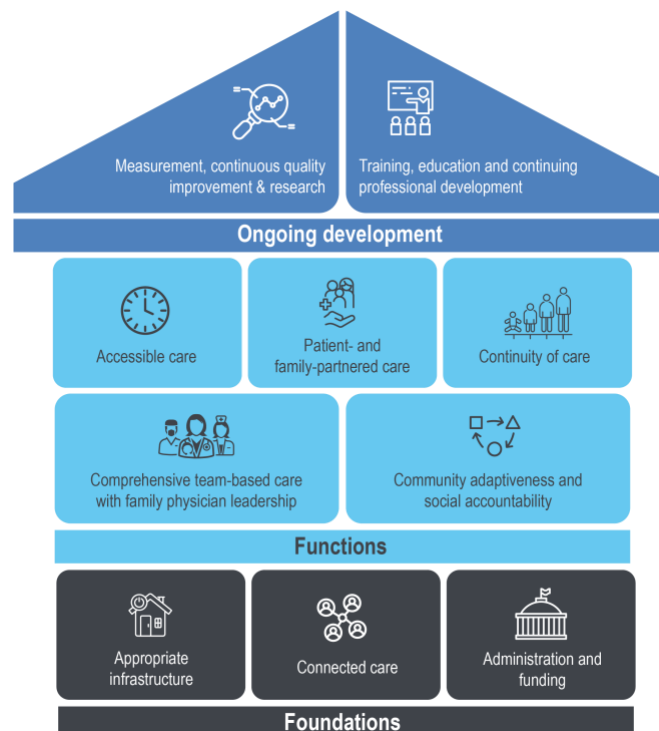 Measurement, continuous quality
improvement & research
Training, education and continuing
professional development
Ongoing development
Accessible care
Patient- and
family-partnered care
Continuity of care
Comprehensive team-based care
with family physician leadership
Community adaptiveness and
social accountability
Functions
Appropriate
infrastructure
Connected care
Administration and
funding
Foundations